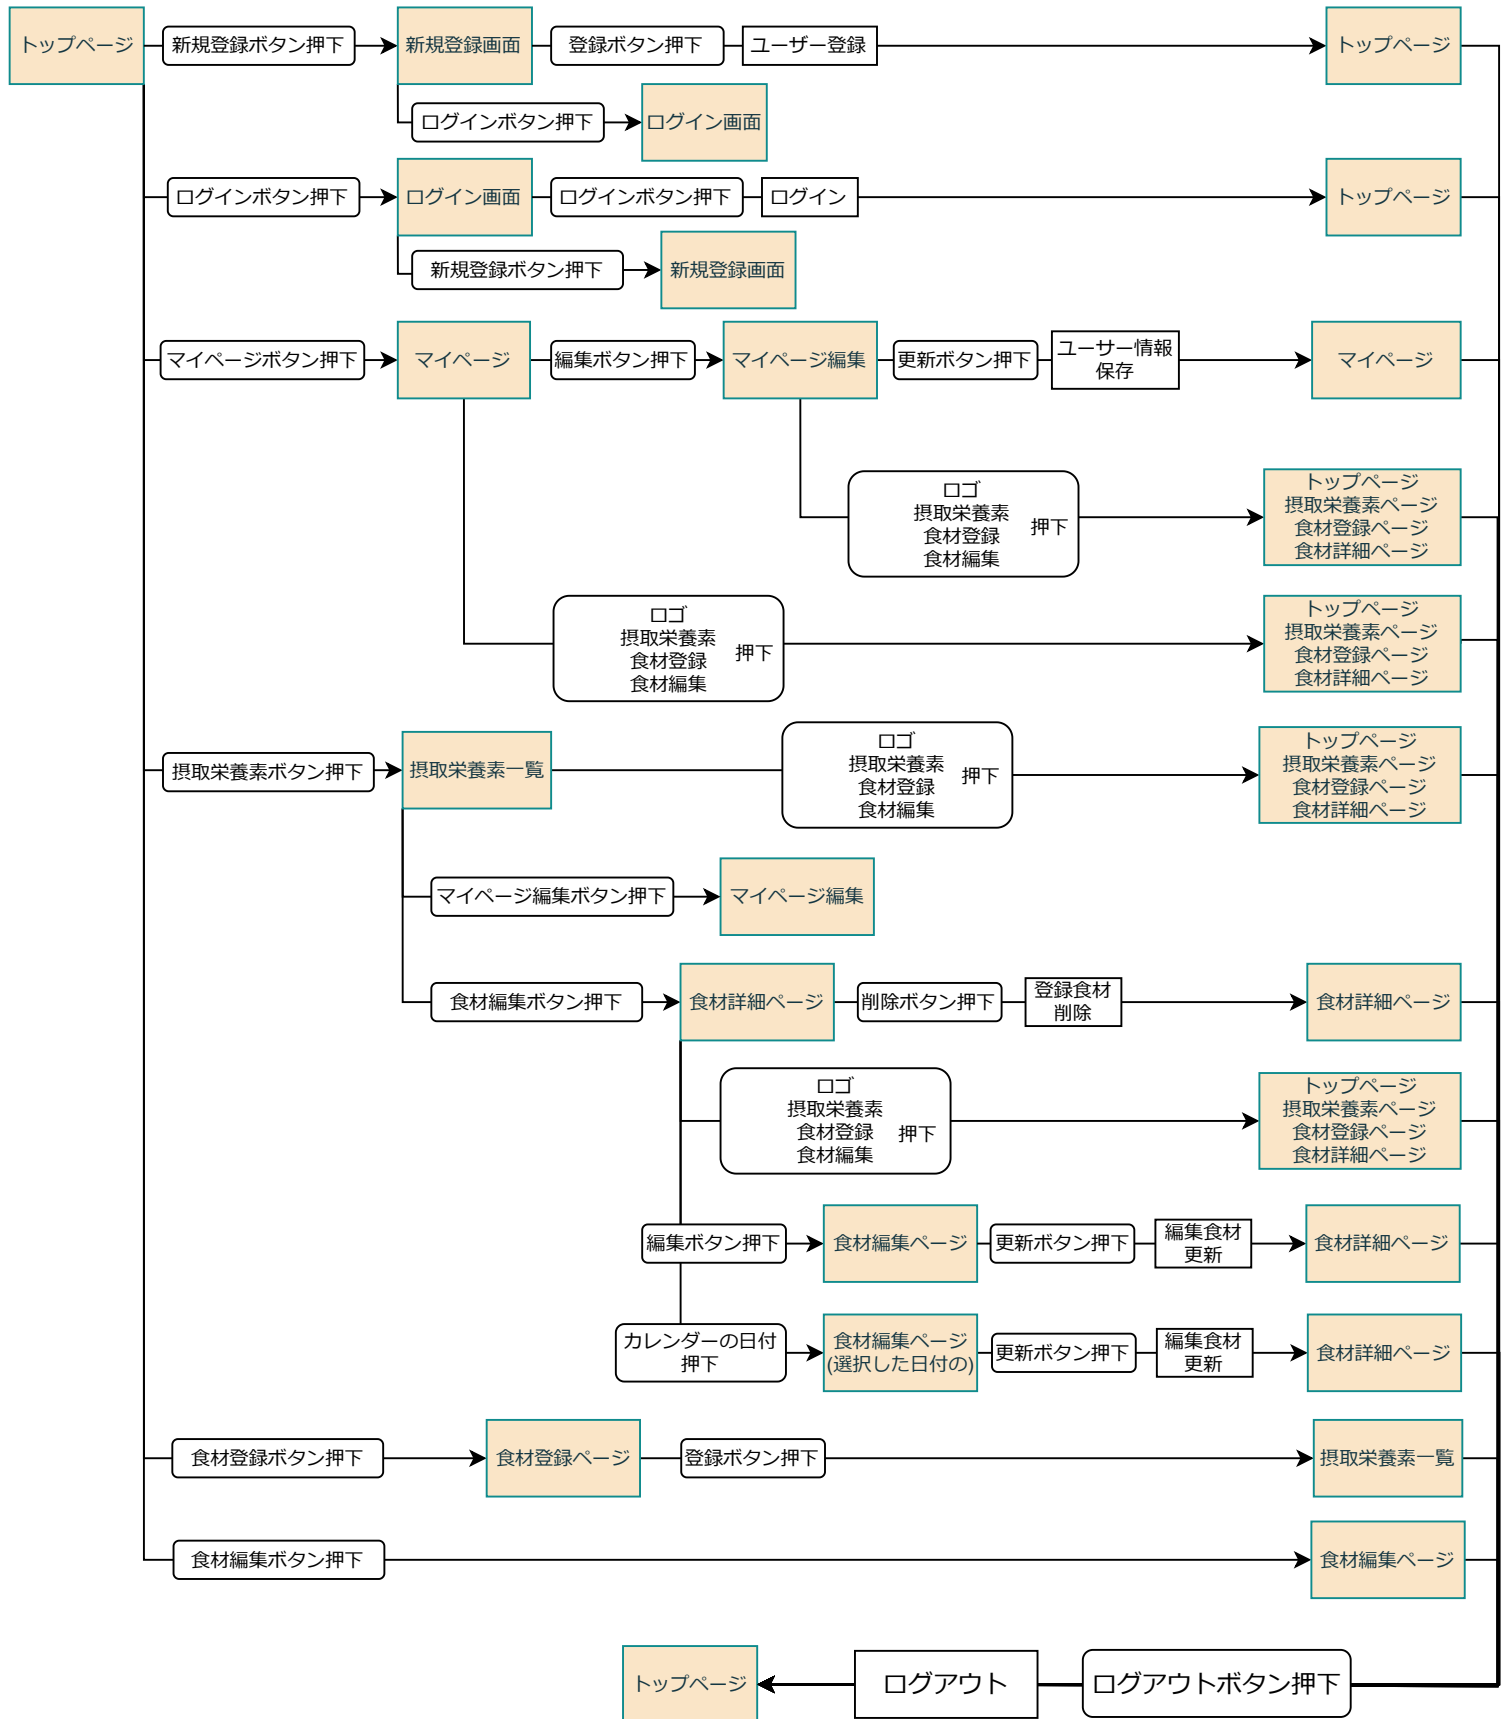 トップページ
新規登録ボタン押下
新規登録画面
登録ボタン押下
ユーザー登録
トップページ
ログインボタン押下
ログイン画面
ログインボタン押下
ログイン画面
ログインボタン押下
ログイン
トップページ
新規登録ボタン押下
新規登録画面
マイページボタン押下
マイページ
編集ボタン押下
マイページ編集
更新ボタン押下
ユーサー情報
保存
マイページ
ロゴ
摂取栄養素
食材登録
食材編集
押下
トップページ
摂取栄養素ページ
食材登録ページ
食材詳細ページ
ロゴ
摂取栄養素
食材登録
食材編集
押下
トップページ
摂取栄養素ページ
食材登録ページ
食材詳細ページ
摂取栄養素ボタン押下
摂取栄養素一覧
ロゴ
摂取栄養素
食材登録
食材編集
押下
トップページ
摂取栄養素ページ
食材登録ページ
食材詳細ページ
マイページ編集ボタン押下
マイページ編集
食材編集ボタン押下
食材詳細ページ
削除ボタン押下
登録食材
削除
食材詳細ページ
ロゴ
摂取栄養素
食材登録
食材編集
押下
トップページ
摂取栄養素ページ
食材登録ページ
食材詳細ページ
編集ボタン押下
食材編集ページ
更新ボタン押下
編集食材
更新
食材詳細ページ
カレンダーの日付
押下
食材編集ページ
(選択した日付の)
更新ボタン押下
編集食材
更新
食材詳細ページ
食材登録ボタン押下
食材登録ページ
登録ボタン押下
摂取栄養素一覧
食材編集ボタン押下
食材編集ページ
トップページ
ログアウト
ログアウトボタン押下